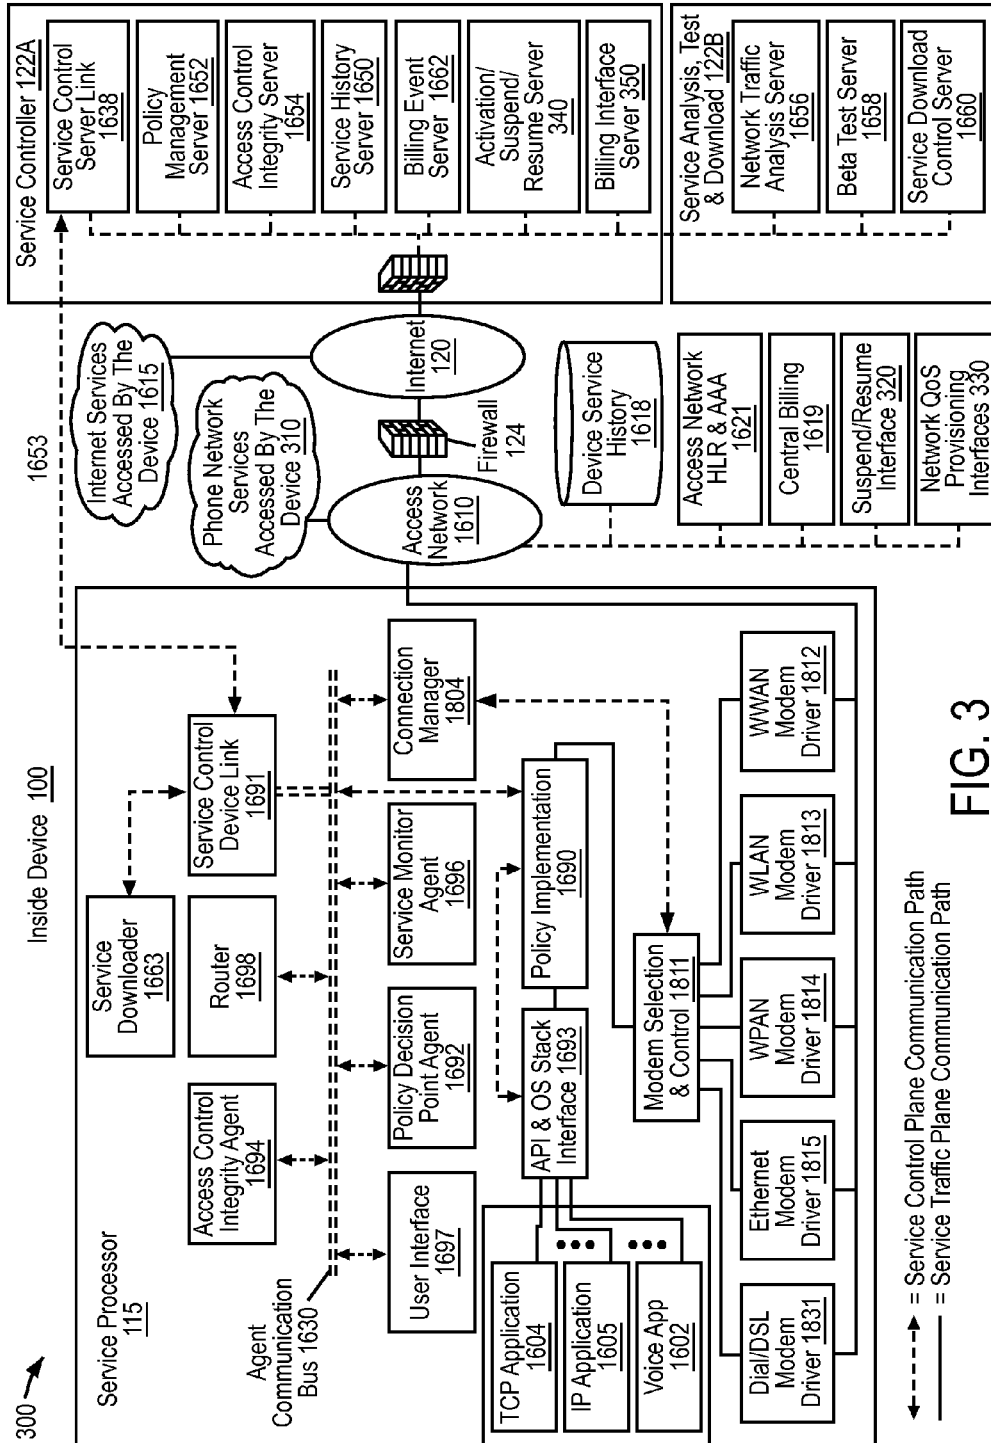 300
Inside Device 100
Service Processor
115
Service
Downloader
1663
Access Control
Integrity Agent
1694
Router
1698
Service Control
Device Link
1691
1653
Agent
Communication
Bus 1630
User Interface
1697
Policy Decision
Point Agent
1692
Service Monitor
Agent
1696
Connection
Manager
1804
TCP Application
1604
IP Application
1605
Voice App
1602
API & OS Stack
Interface 1693
Policy Implementation
1690
Modem Selection
& Control 1811
Dial/DSL
Modem
Driver 1831
Ethernet
Modem
Driver 1815
WPAN
Modem
Driver 1814
WLAN
Modem
Driver 1813
WWAN
Modem
Driver 1812
Internet Services
Accessed By The
Device 1615
Phone Network
Services
Accessed By The
Device 310
Access
Network
1610
Firewall
124
Internet
120
Device Service
History
1618
Access Network
HLR & AAA
1621
Central Billing
1619
Suspend/Resume
Interface 320
Network QoS
Provisioning
Interfaces 330
Service Controller 122A
Service Control
Server Link
1638
Policy
Management
Server 1652
Access Control
Integrity Server
1654
Service History
Server 1650
Billing Event
Server 1662
Activation/
Suspend/
Resume Server
340
Billing Interface
Server 350
Service Analysis, Test
& Download 122B
Network Traffic
Analysis Server
1656
Beta Test Server
1658
Service Download
Control Server
1660
= Service Control Plane Communication Path
= Service Traffic Plane Communication Path
FIG. 3